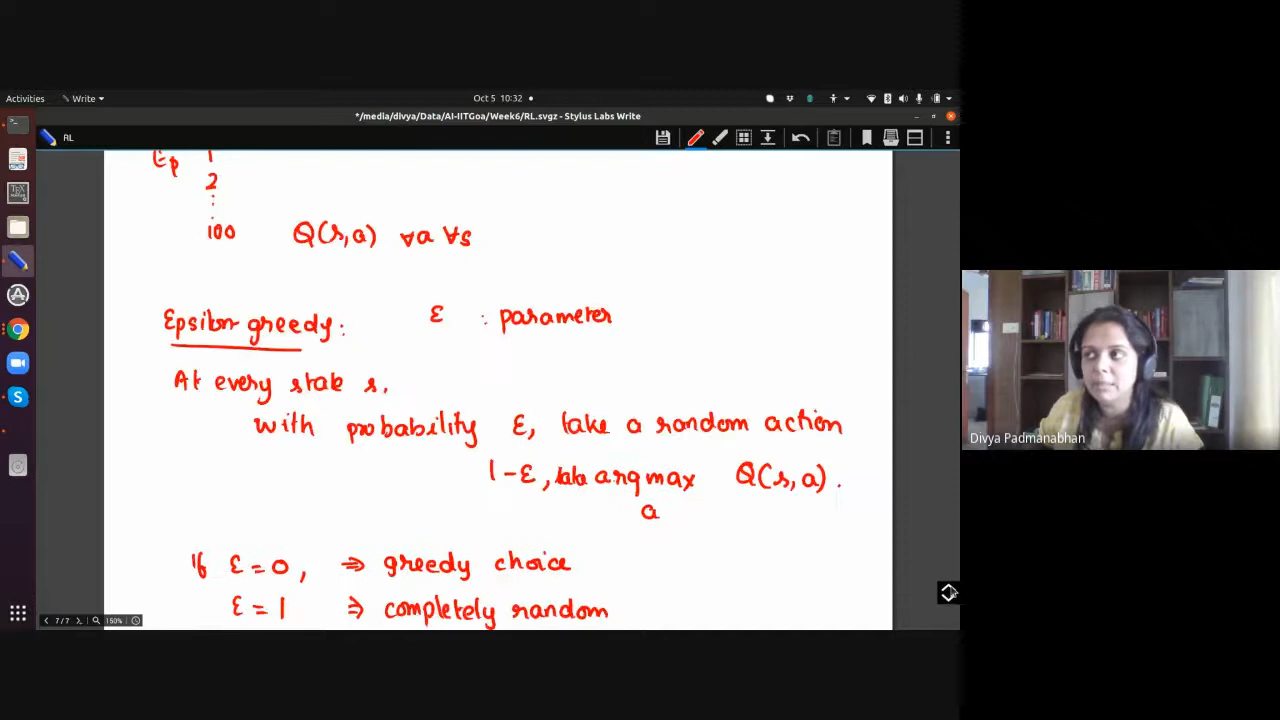 Activities Write Oct 5 10:32
*/media/divya/Data/AI-IITGoa/Week6/RL.svgz - Stylus Labs Write
RL
Ep 1
2
⋮
100 Q(s,a) ∀a ∀s
Epsilon greedy: ε : parameter
At every state s,
with probability ε, take a random action
1-ε, take argmax Q(s,a).
a
If ε=0, ⇒ greedy choice
ε=1 ⇒ completely random
7/7 150%
Divya Padmanabhan